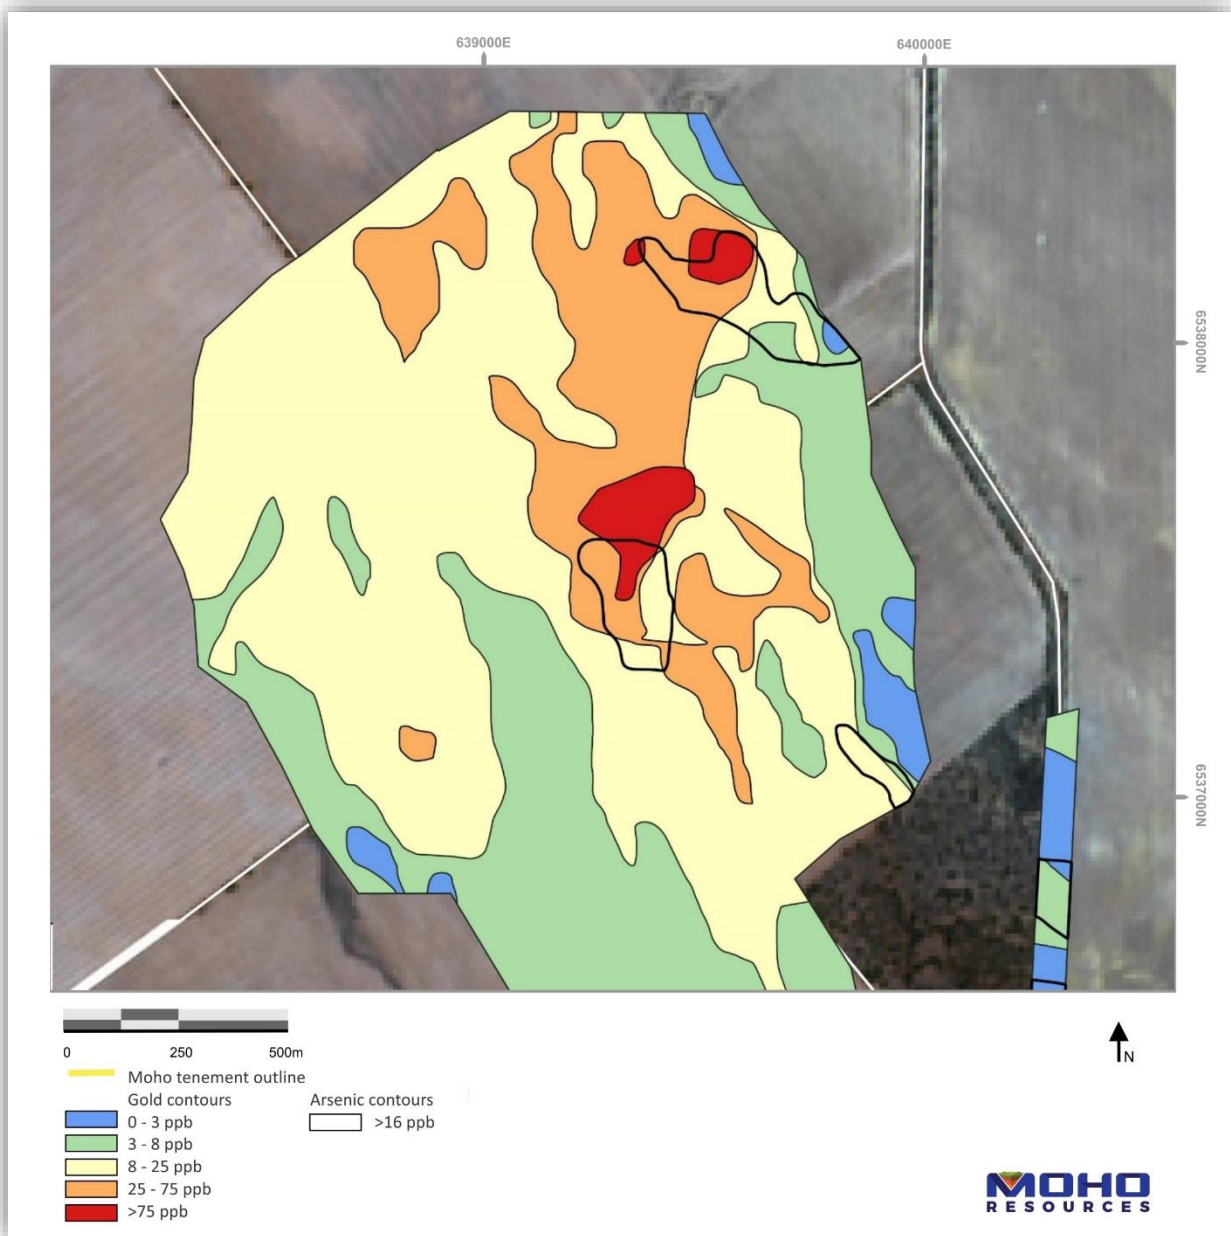 639000E
640000E
6538000N
6537000N
0 250 500m
N
Moho tenement outline
Gold contours
0 - 3 ppb
3 - 8 ppb
8 - 25 ppb
25 - 75 ppb
>75 ppb
Arsenic contours
>16 ppb
MOHO
RESOURCES